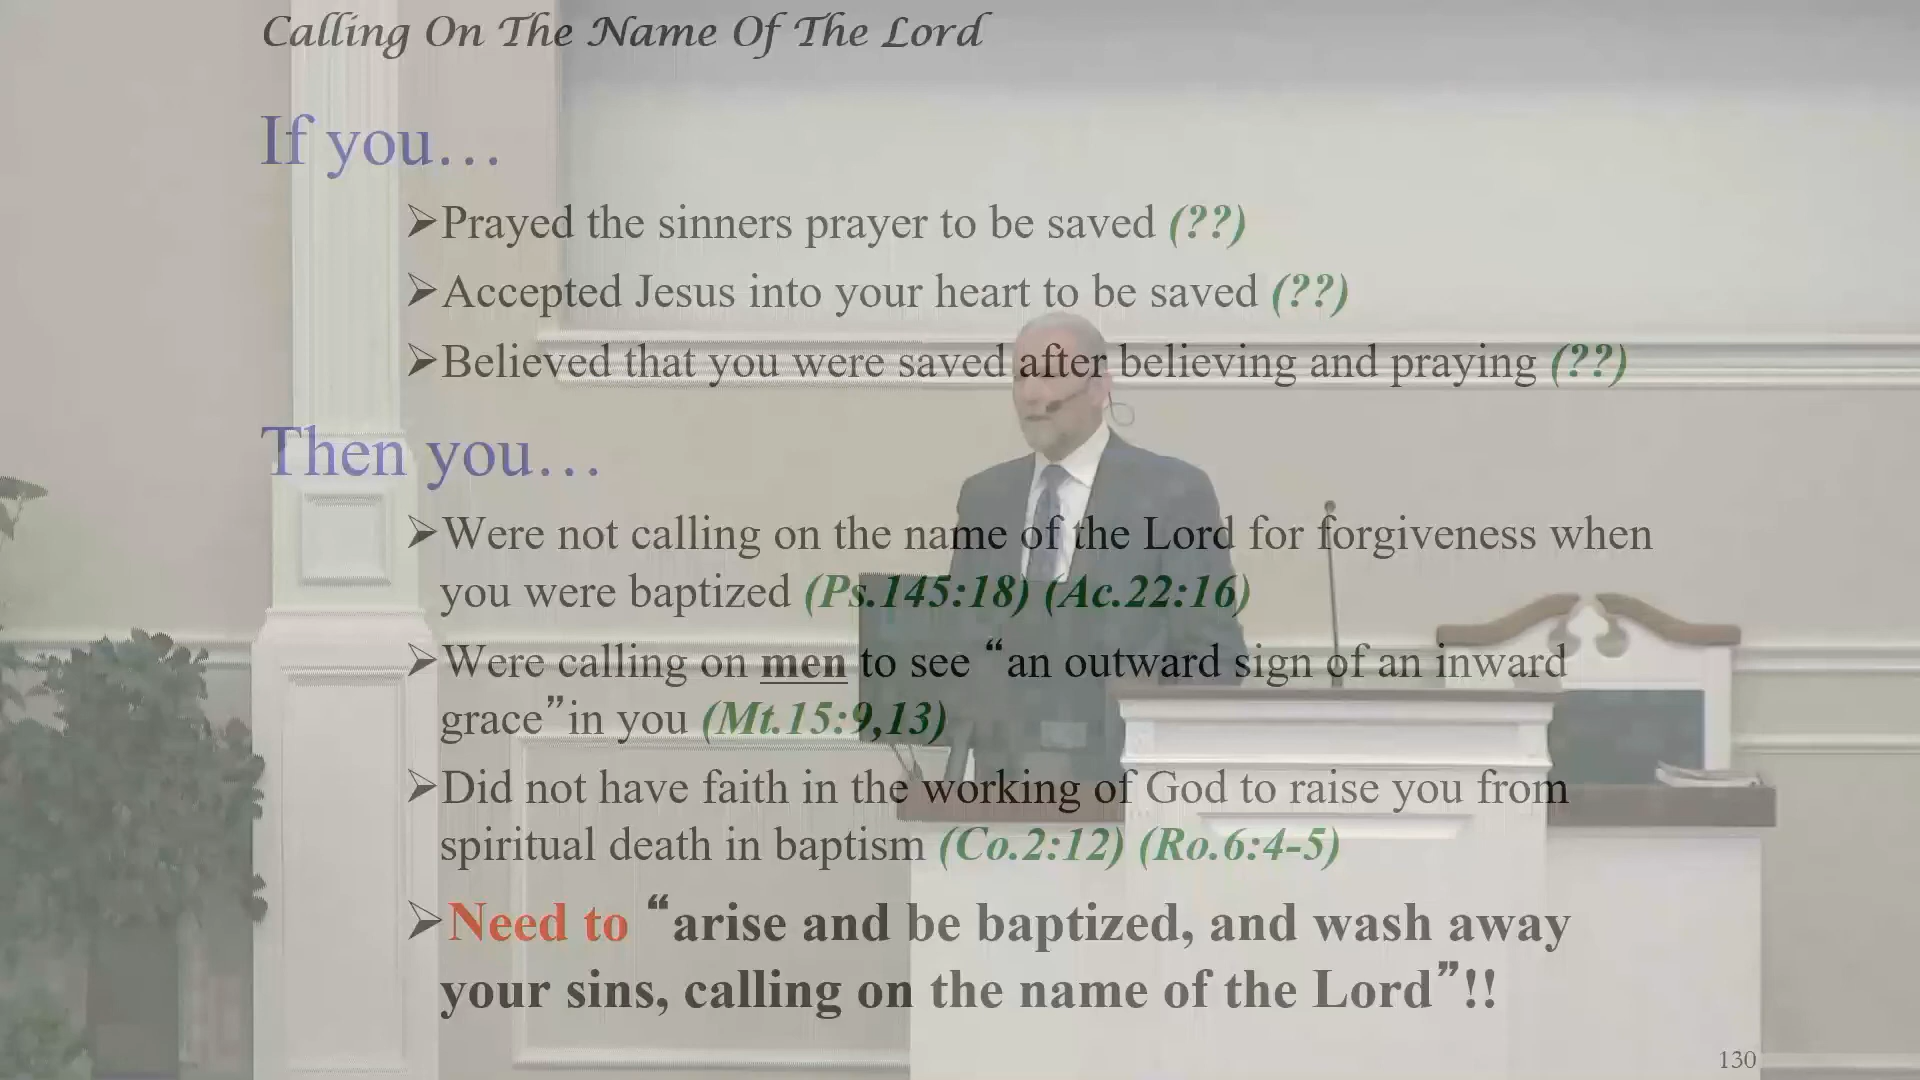 Calling On The Name Of The Lord
If you…
➢Prayed the sinners prayer to be saved (??)
➢Accepted Jesus into your heart to be saved (??)
➢Believed that you were saved after believing and praying (??)
Then you…
➢Were not calling on the name of the Lord for forgiveness when
you were baptized (Ps.145:18) (Ac.22:16)
➢Were calling on men to see “an outward sign of an inward
grace”in you (Mt.15:9,13)
➢Did not have faith in the working of God to raise you from
spiritual death in baptism (Co.2:12) (Ro.6:4-5)
➢Need to “arise and be baptized, and wash away
your sins, calling on the name of the Lord”!!
130